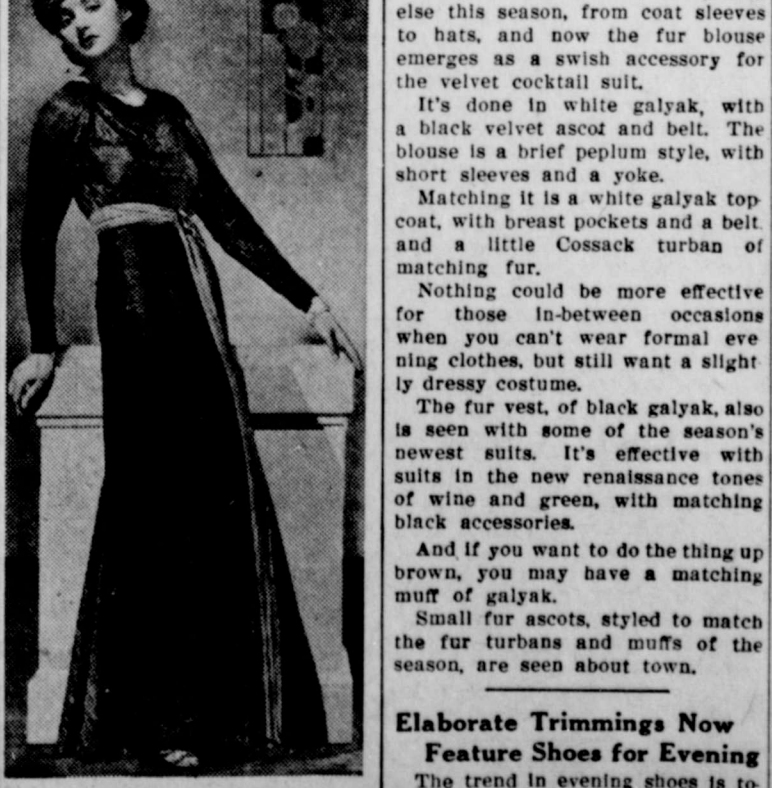 else this season, from coat sleeves
to hats, and now the fur blouse
emerges as a swish accessory for
the velvet cocktail suit.
It's done in white galyak, with
a black velvet ascot and belt. The
blouse is a brief peplum style, with
short sleeves and a yoke.
Matching it is a white galyak top
coat, with breast pockets and a belt
and a little Cossack turban of
matching fur.
Nothing could be more effective
for those in-between occasions
when you can't wear formal eve
ning clothes, but still want a slight
ly dressy costume.
The fur vest, of black galyak, also
is seen with some of the season's
newest suits. It's effective with
suits in the new renaissance tones
of wine and green, with matching
black accessories.
And if you want to do the thing up
brown, you may have a matching
muff of galyak.
Small fur ascots, styled to match
the fur turbans and muffs of the
season, are seen about town.
Elaborate Trimmings Now
Feature Shoes for Evening
The trend in evening shoes is to-